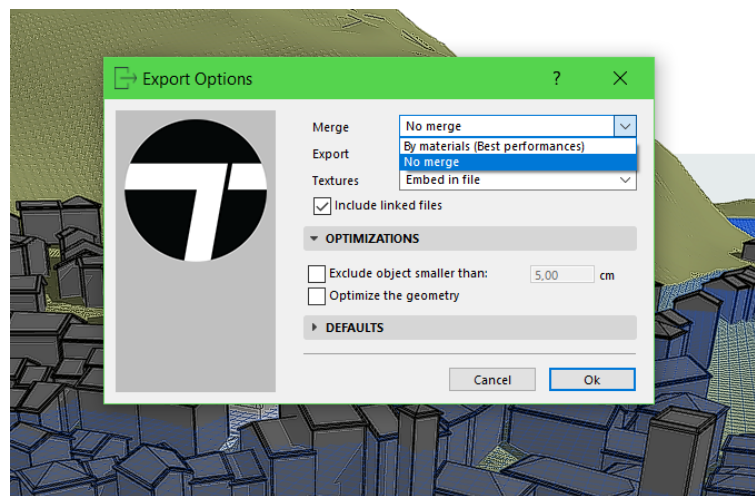 Export Options
?
Merge No merge
By materials (Best performances)
No merge
Export
Textures Embed in file
Include linked files
OPTIMIZATIONS
Exclude object smaller than: 5,00 cm
Optimize the geometry
DEFAULTS
Cancel Ok